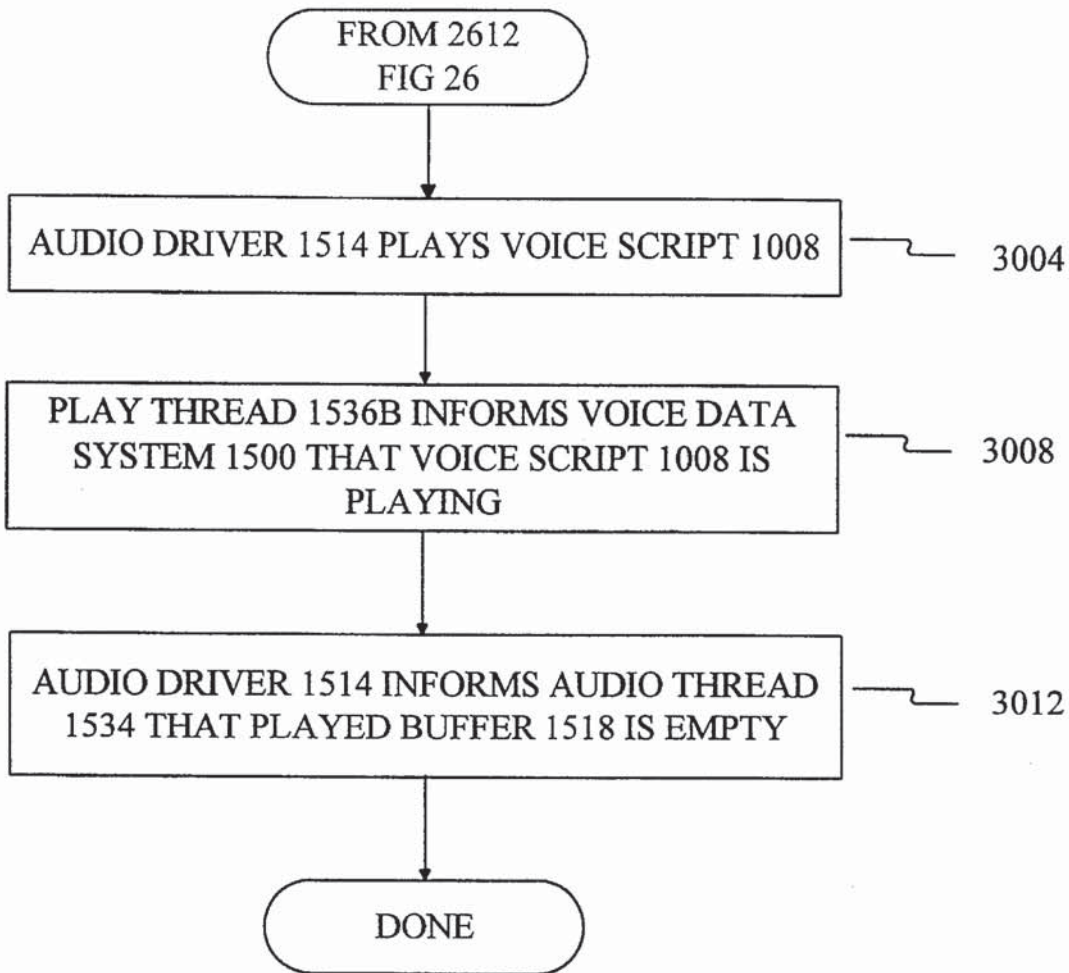 FROM 2612
FIG 26
AUDIO DRIVER 1514 PLAYS VOICE SCRIPT 1008
3004
PLAY THREAD 1536B INFORMS VOICE DATA
SYSTEM 1500 THAT VOICE SCRIPT 1008 IS
PLAYING
3008
AUDIO DRIVER 1514 INFORMS AUDIO THREAD
1534 THAT PLAYED BUFFER 1518 IS EMPTY
3012
DONE